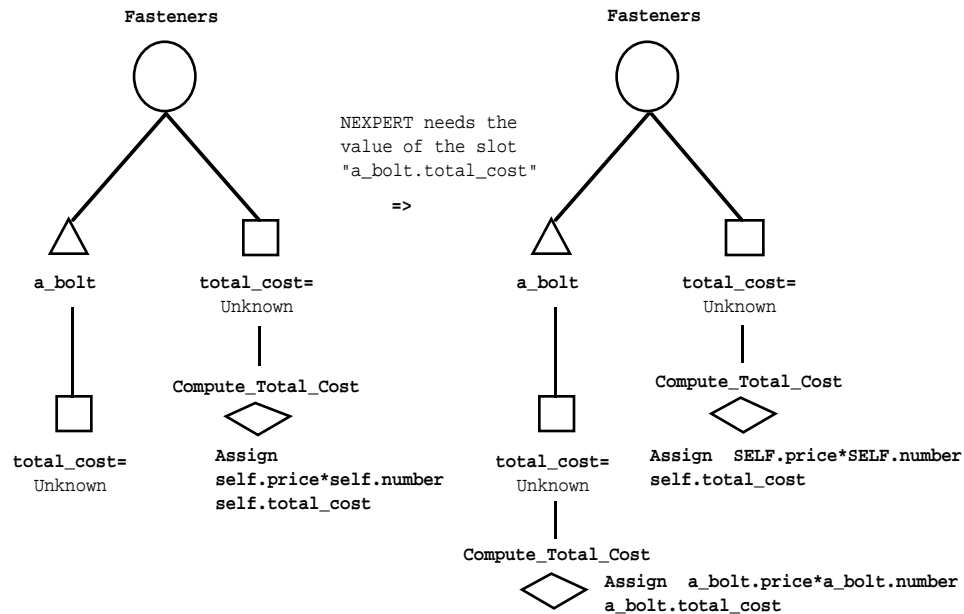 Fasteners
a_bolt
total_cost=
Unknown
Compute_Total_Cost
total_cost=
Unknown
Assign
self.price*self.number
self.total_cost
NEXPERT needs the
value of the slot
"a_bolt.total_cost"
=>
Fasteners
a_bolt
total_cost=
Unknown
Compute_Total_Cost
total_cost=
Unknown
Assign  SELF.price*SELF.number
self.total_cost
Compute_Total_Cost
Assign  a_bolt.price*a_bolt.number
a_bolt.total_cost